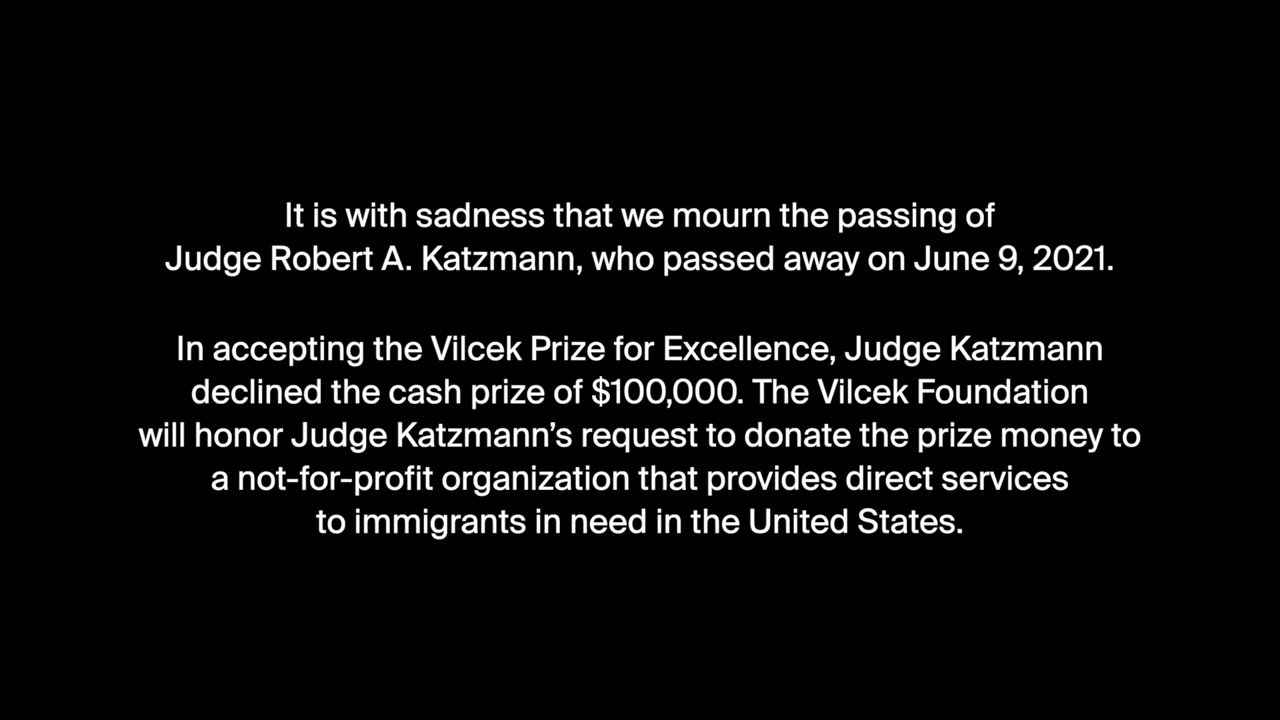 It is with sadness that we mourn the passing of
Judge Robert A. Katzmann, who passed away on June 9, 2021.
In accepting the Vilcek Prize for Excellence, Judge Katzmann
declined the cash prize of $100,000. The Vilcek Foundation
will honor Judge Katzmann’s request to donate the prize money to
a not-for-profit organization that provides direct services
to immigrants in need in the United States.